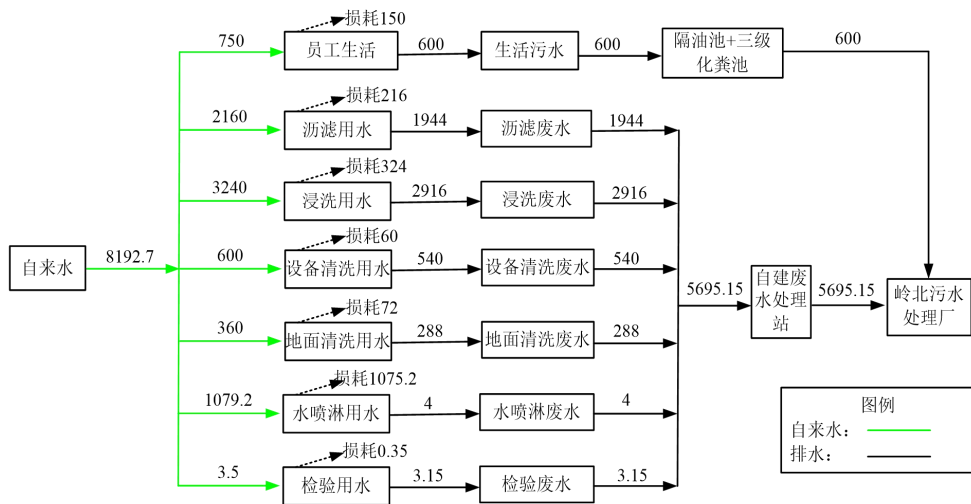 损耗150
750
员工生活
600
生活污水
600
隔油池+三级
化粪池
600
损耗216
2160
沥滤用水
1944
沥滤废水
1944
损耗324
3240
浸洗用水
2916
浸洗废水
2916
自来水
8192.7
损耗60
600
设备清洗用水
540
设备清洗废水
540
5695.15
自建废
水处理
站
5695.15
岭北污水
处理厂
损耗72
360
地面清洗用水
288
地面清洗废水
288
损耗1075.2
1079.2
水喷淋用水
4
水喷淋废水
4
损耗0.35
3.5
检验用水
3.15
检验废水
3.15
图例
自来水：
排水：